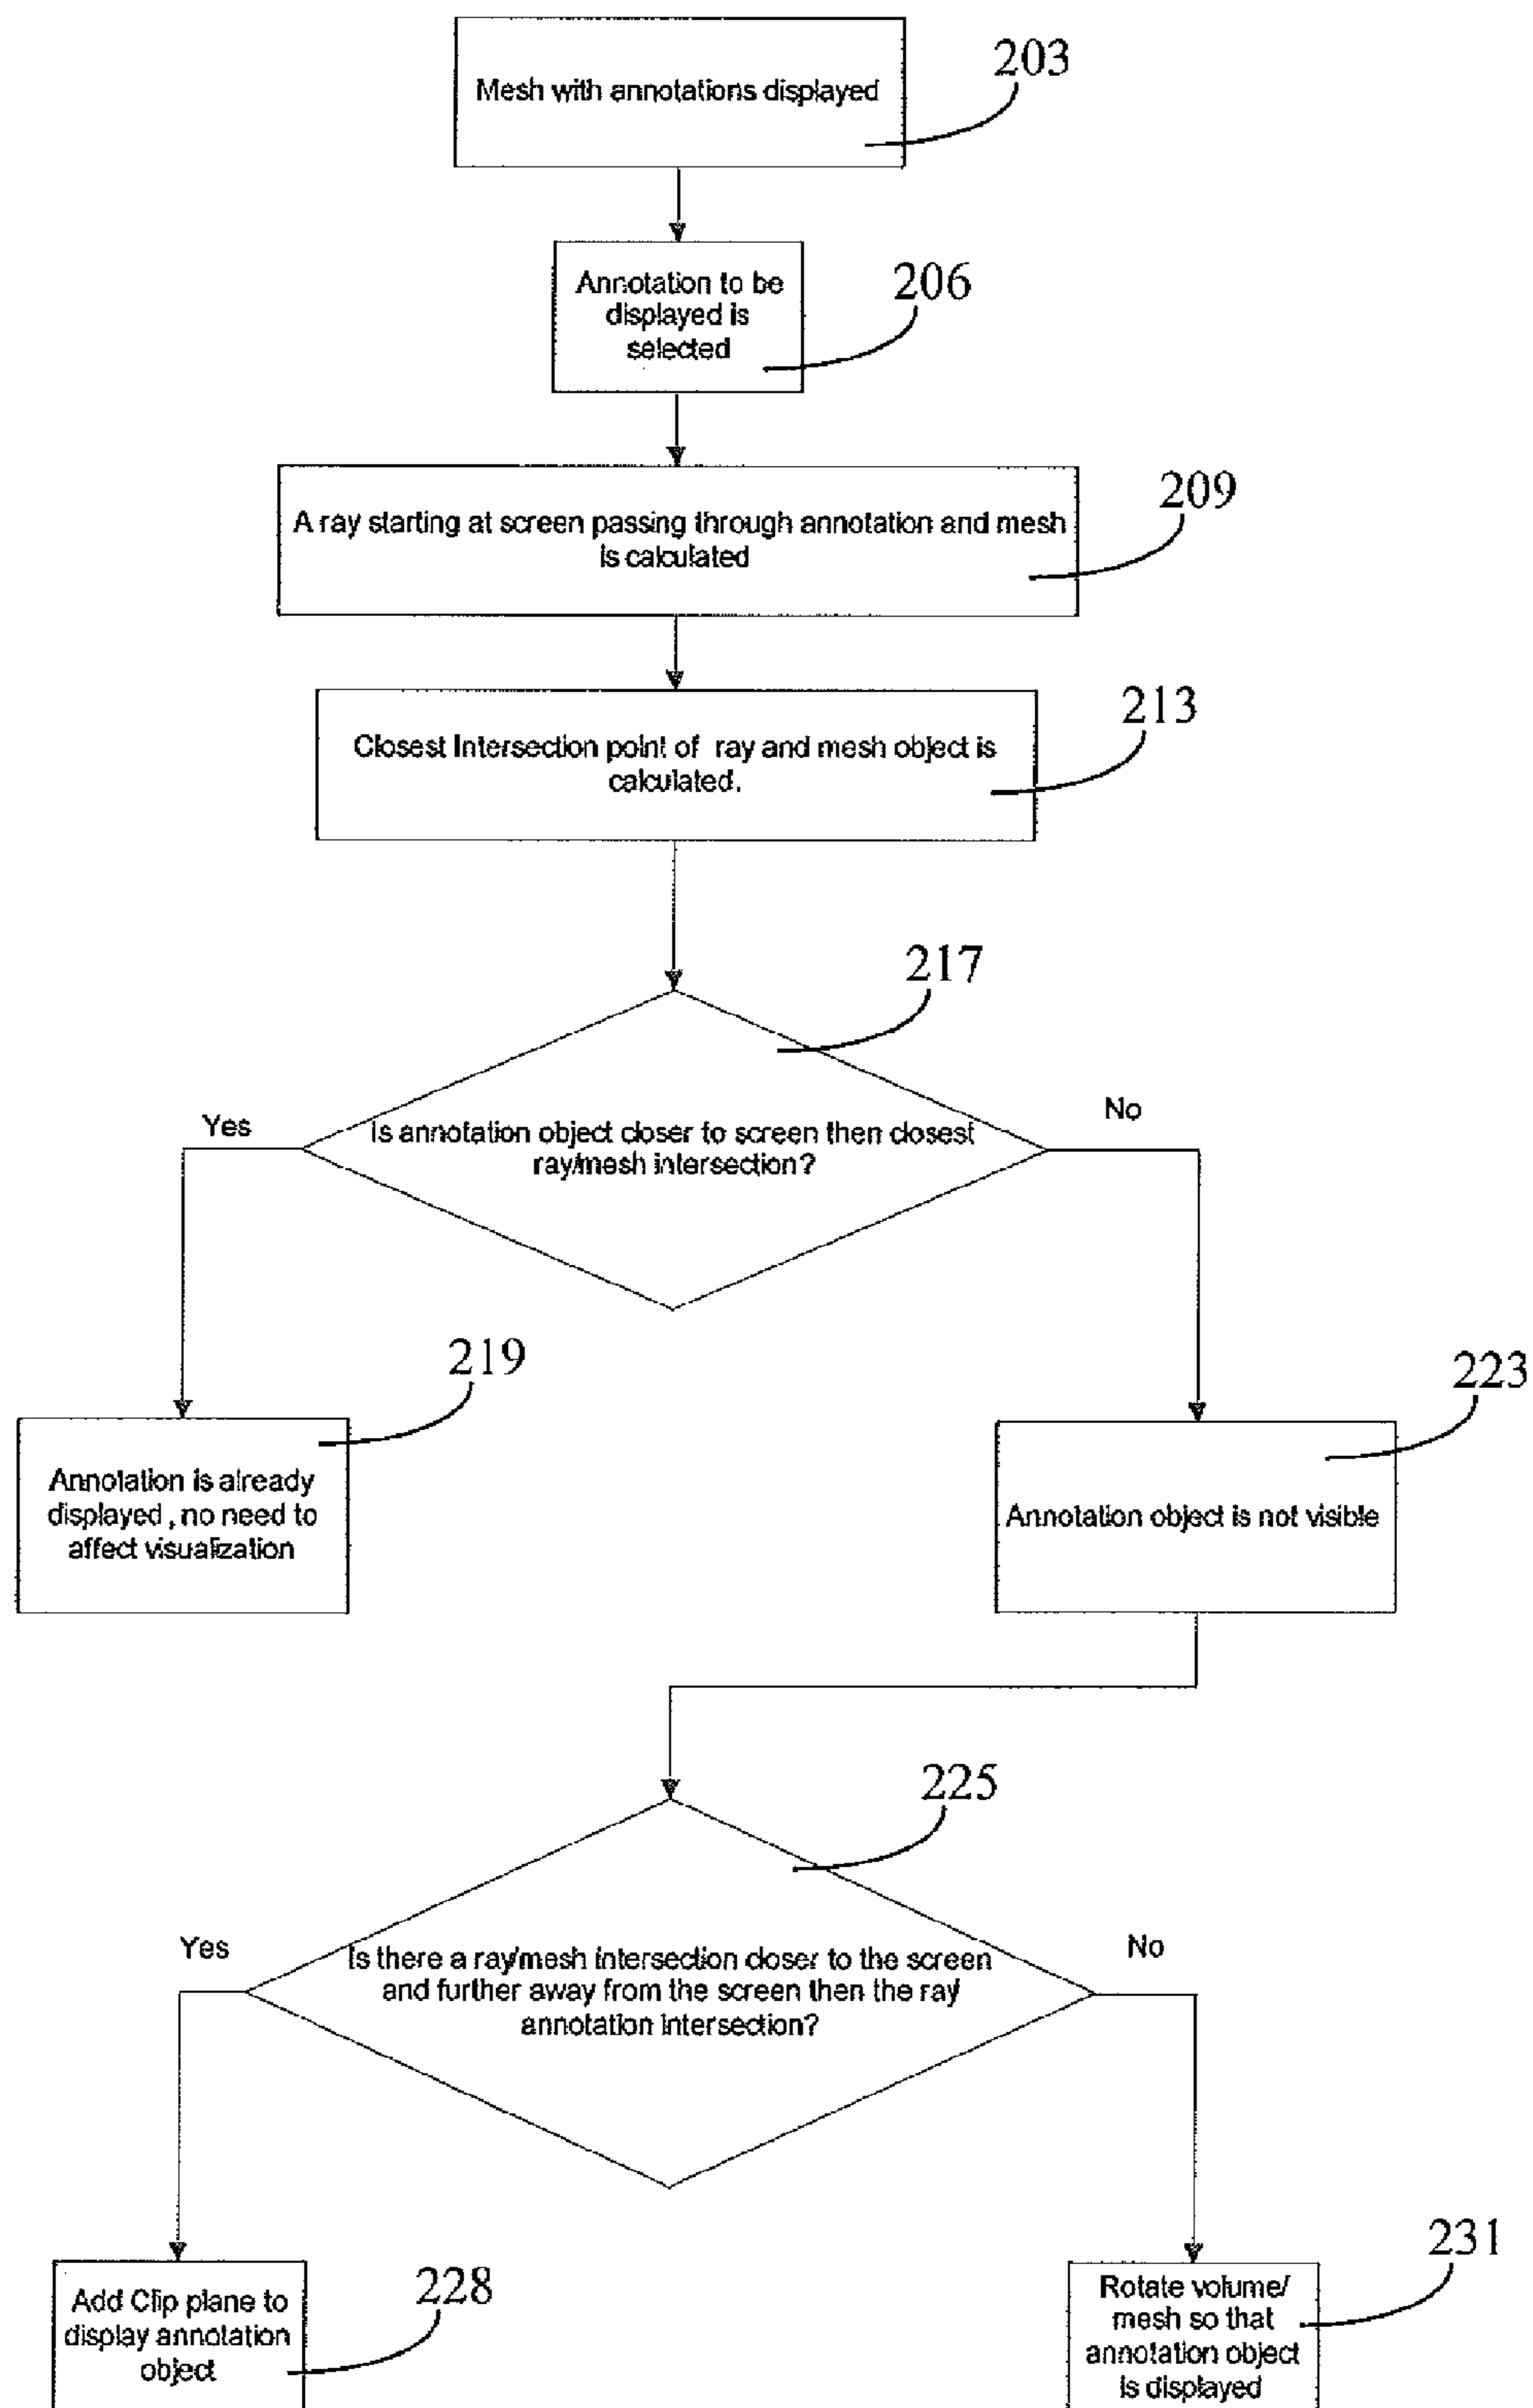 Mesh with annotations displayed
203
Annotation to be
displayed is
selected
206
A ray starting at screen passing through annotation and mesh
is calculated
209
Closest Intersection point of ray and mesh object is
calculated.
213
217
Yes
No
Is annotation object closer to screen then closest
ray/mesh intersection?
219
223
Annotation is already
displayed, no need to
affect visualization
Annotation object is not visible
225
Yes
No
Is there a ray/mesh intersection closer to the screen
and further away from the screen then the ray
annotation intersection?
228
231
Add Clip plane to
display annotation
object
Rotate volume/
mesh so that
annotation object
is displayed